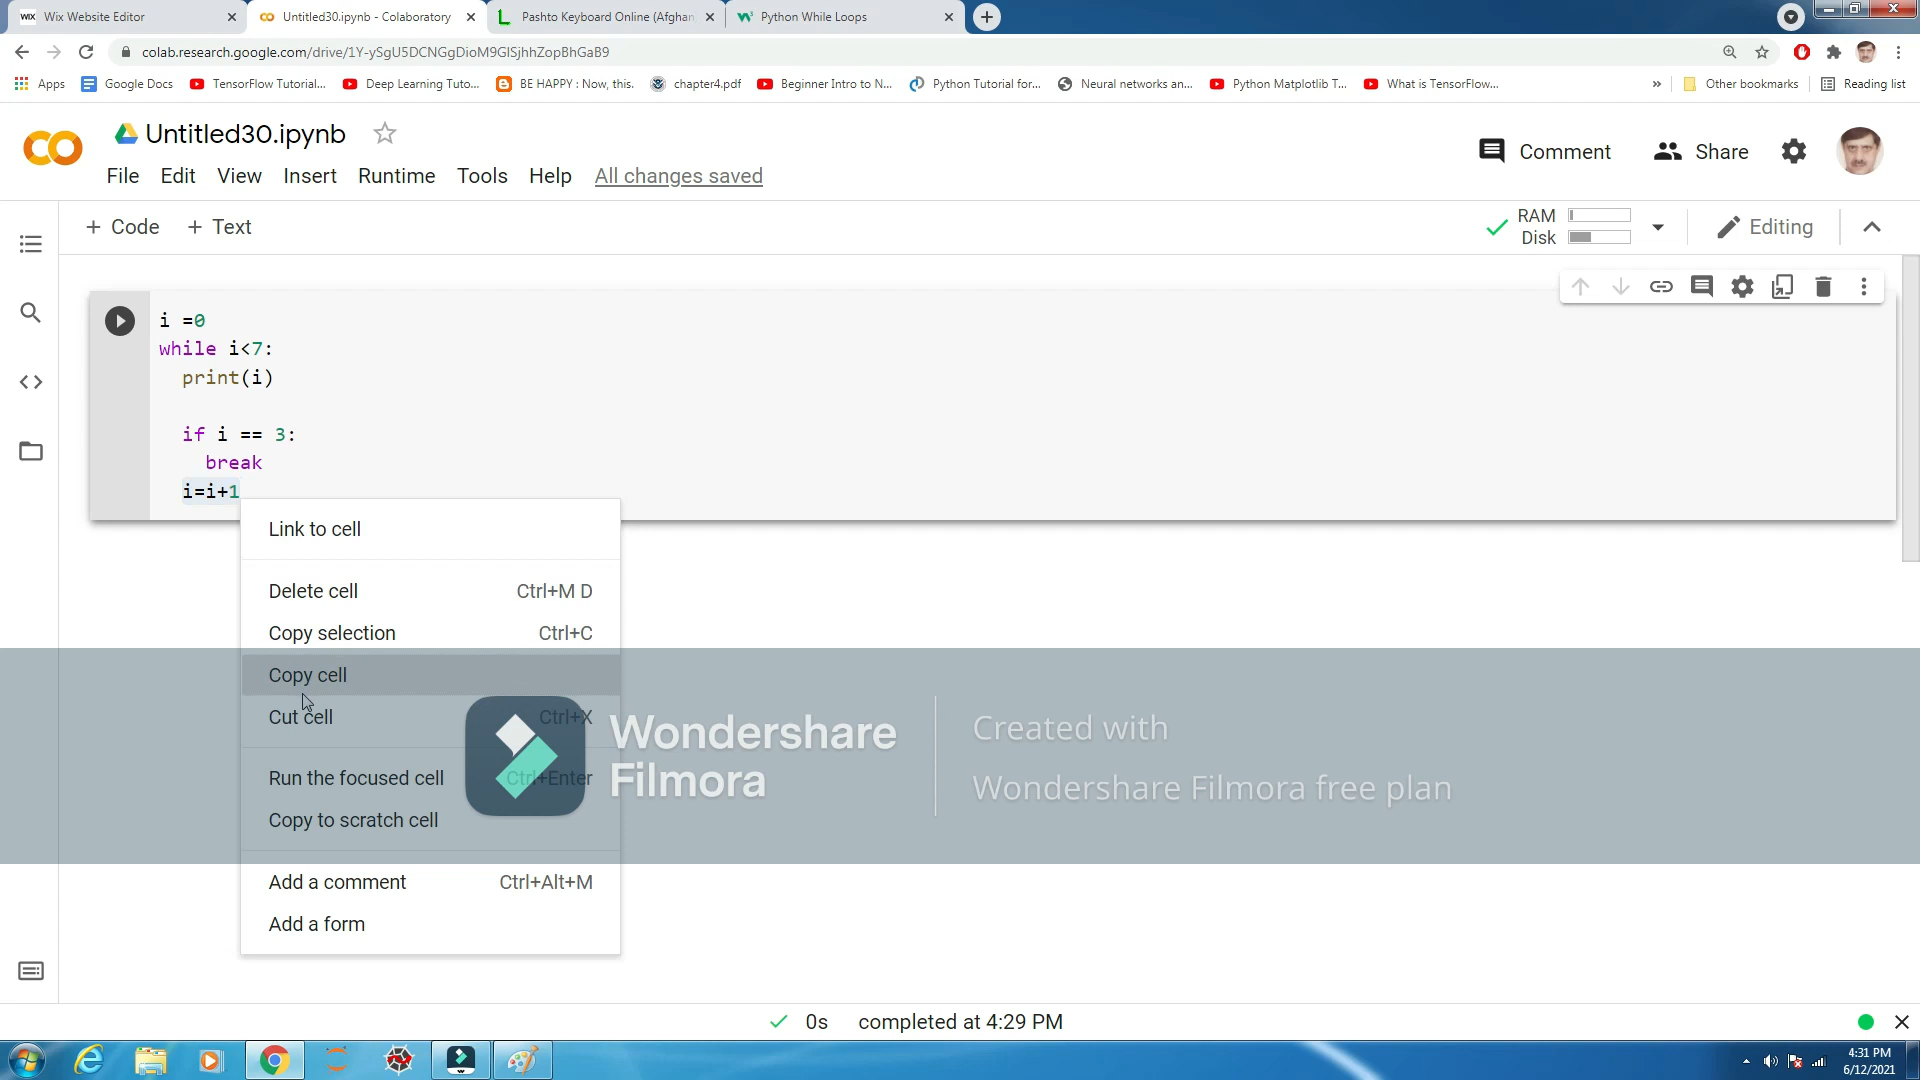 Wix Website Editor
Untitled30.ipynb - Colaboratory
Pashto Keyboard Online (Afghan
Python While Loops
colab.research.google.com/drive/1Y-ySgU5DCNGgDioM9GlSjhhZopBhGaB9
Apps
Google Docs
TensorFlow Tutorial...
Deep Learning Tuto...
BE HAPPY : Now, this.
chapter4.pdf
Beginner Intro to N...
Python Tutorial for...
Neural networks an...
Python Matplotlib T...
What is TensorFlow...
»
Other bookmarks
Reading list
Untitled30.ipynb
Comment
Share
File Edit View Insert Runtime Tools Help All changes saved
+ Code + Text
RAM
Disk
Editing
i =0
while i<7:
print(i)
if i == 3:
break
i=i+1
Link to cell
Delete cell Ctrl+M D
Copy selection Ctrl+C
Copy cell
Cut cell Ctrl+X
Run the focused cell Ctrl+Enter
Copy to scratch cell
Add a comment Ctrl+Alt+M
Add a form
Wondershare
Filmora
Created with
Wondershare Filmora free plan
0s completed at 4:29 PM
4:31 PM
6/12/2021